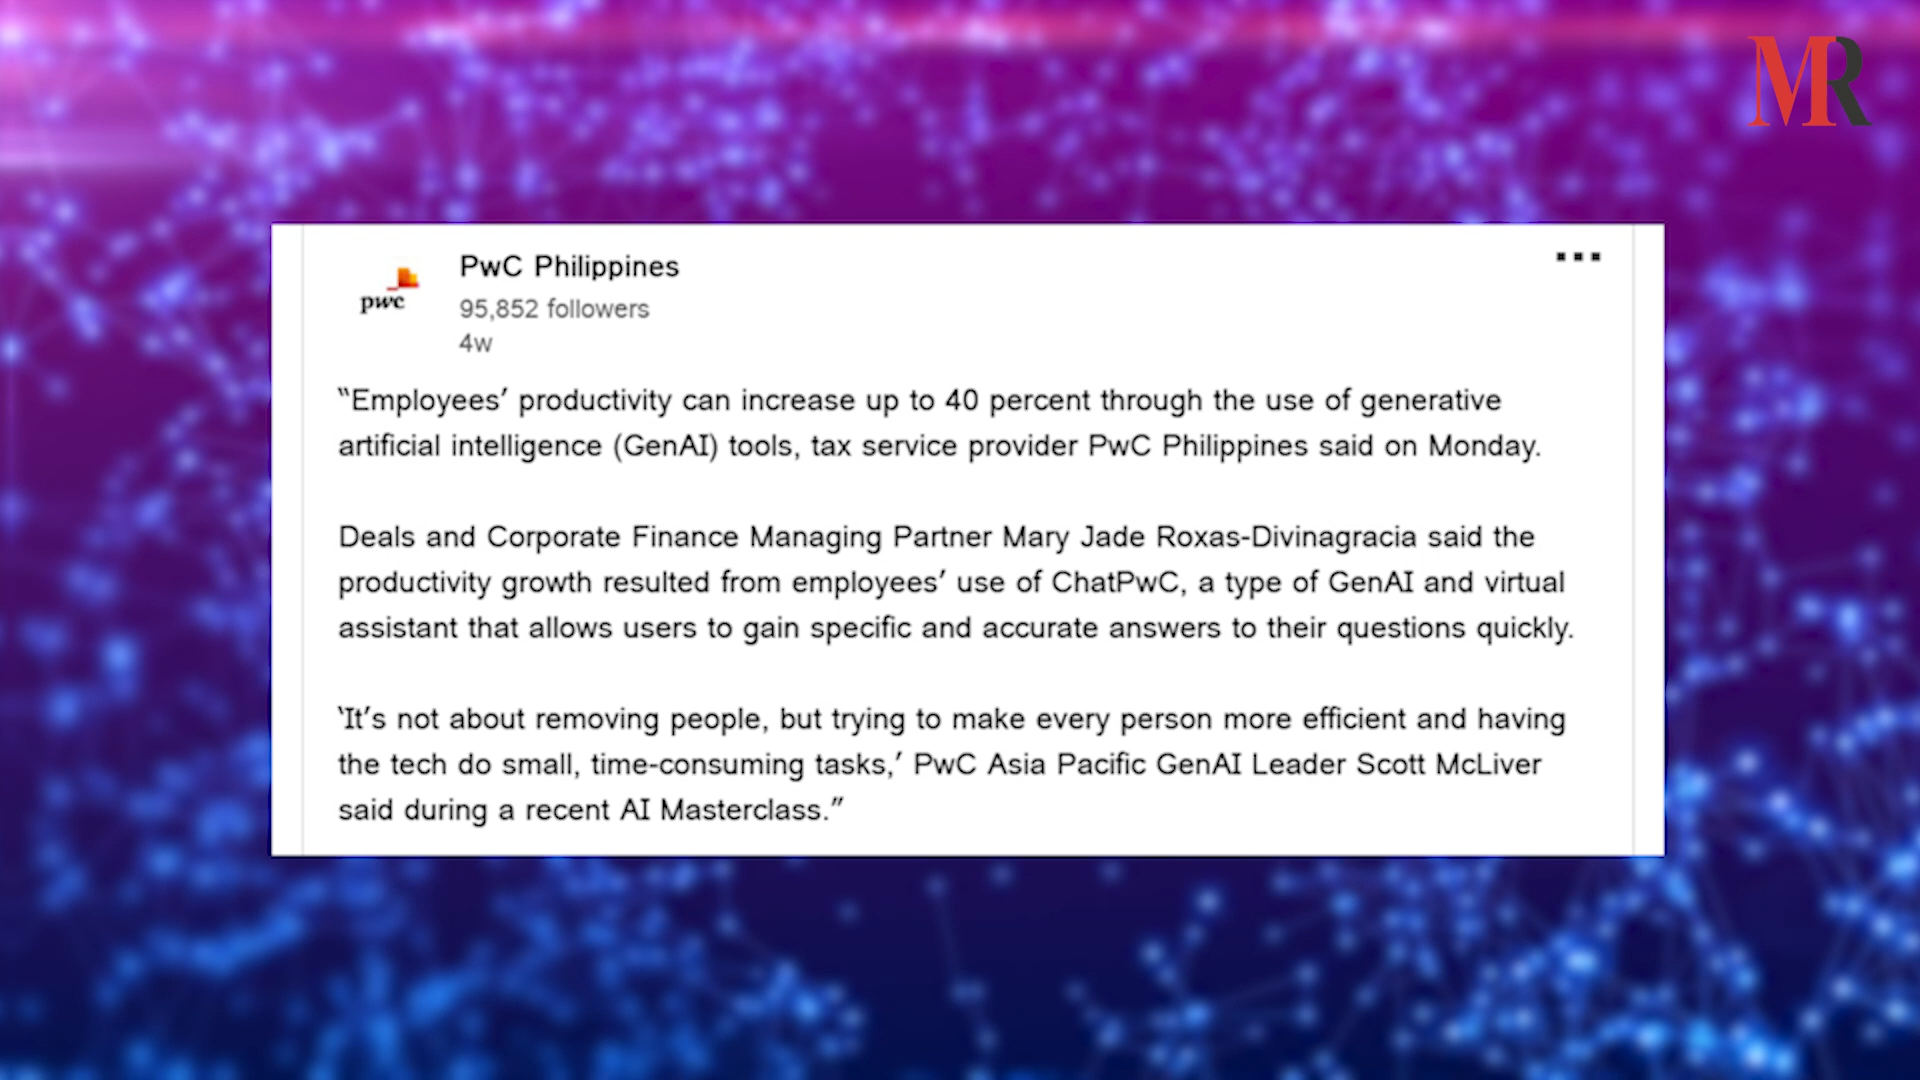 MR
pwc
PwC Philippines
95,852 followers
4w
“Employees’ productivity can increase up to 40 percent through the use of generative
artificial intelligence (GenAI) tools, tax service provider PwC Philippines said on Monday.
Deals and Corporate Finance Managing Partner Mary Jade Roxas-Divinagracia said the
productivity growth resulted from employees’ use of ChatPwC, a type of GenAI and virtual
assistant that allows users to gain specific and accurate answers to their questions quickly.
‘It’s not about removing people, but trying to make every person more efficient and having
the tech do small, time-consuming tasks,’ PwC Asia Pacific GenAI Leader Scott McLiver
said during a recent AI Masterclass.”